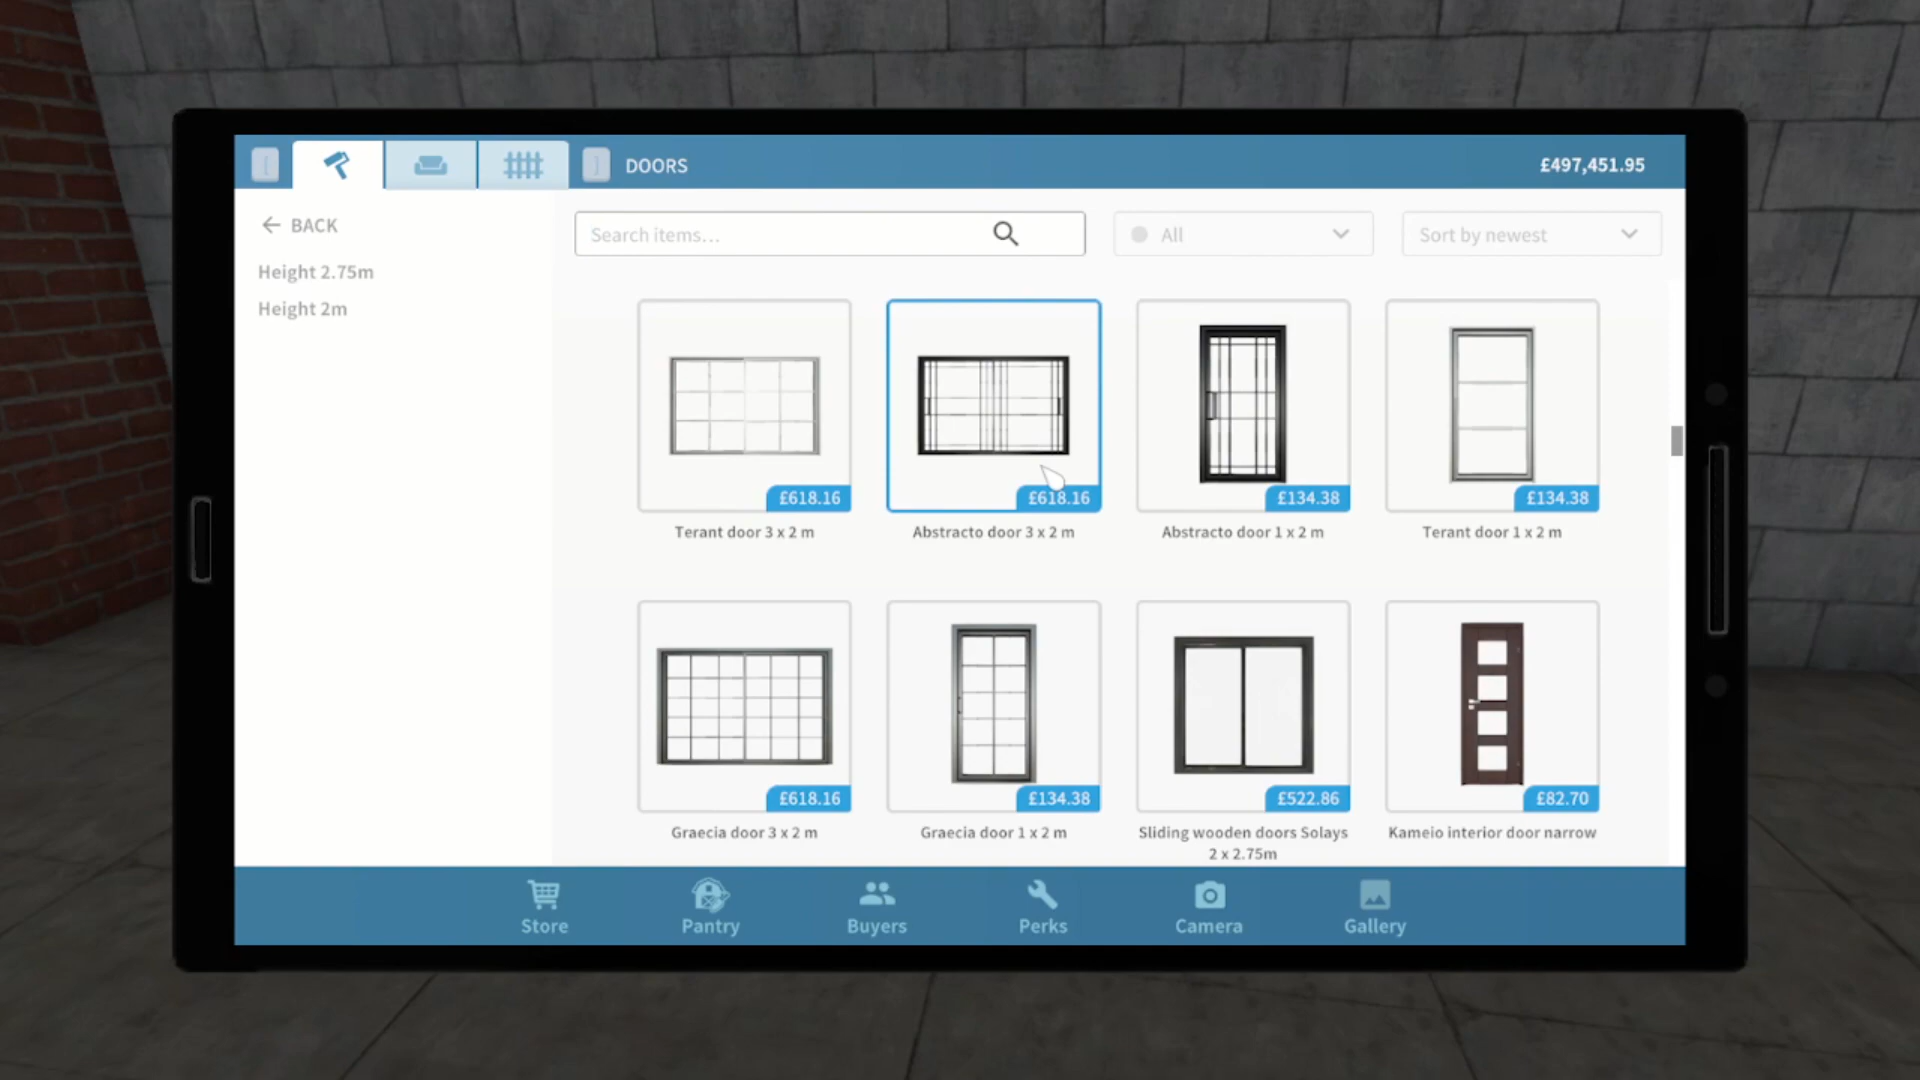 DOORS
£497,451.95
BACK
Height 2.75m
Height 2m
Search items...
All
Sort by newest
£618.16
£618.16
£134.38
£134.38
Terant door 3 x 2 m
Abstracto door 3 x 2 m
Abstracto door 1 x 2 m
Terant door 1 x 2 m
£618.16
£134.38
£522.86
£82.70
Graecia door 3 x 2 m
Graecia door 1 x 2 m
Sliding wooden doors Solays
2 x 2.75m
Kameio interior door narrow
Store
Pantry
Buyers
Perks
Camera
Gallery